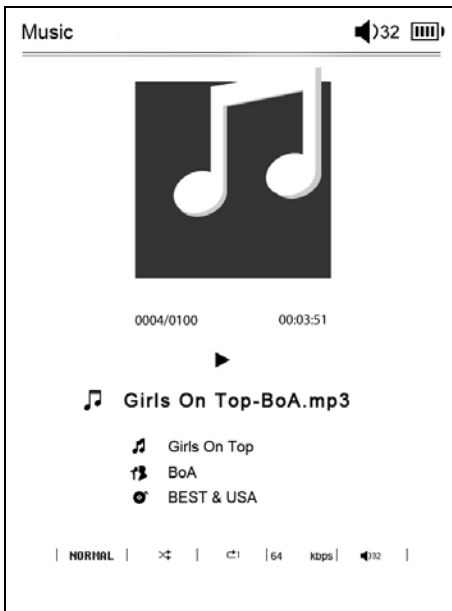 Music 32
0004/0100 00:03:51
Girls On Top-BoA.mp3
Girls On Top
BoA
BEST & USA
| NORMAL | | 1 | 64 kbps | 32 |